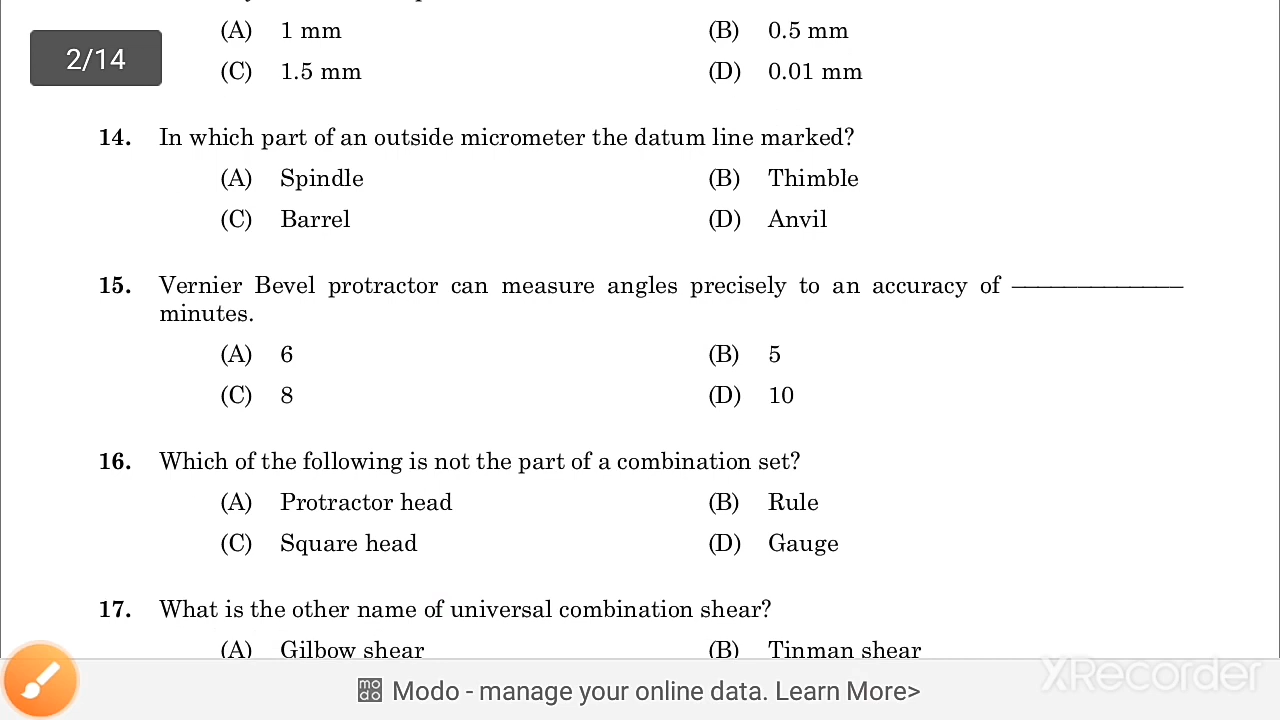 (A) 1 mm (B) 0.5 mm
2/14
(C) 1.5 mm (D) 0.01 mm
14. In which part of an outside micrometer the datum line marked?
(A) Spindle (B) Thimble
(C) Barrel (D) Anvil
15. Vernier Bevel protractor can measure angles precisely to an accuracy of —————————
minutes.
(A) 6 (B) 5
(C) 8 (D) 10
16. Which of the following is not the part of a combination set?
(A) Protractor head (B) Rule
(C) Square head (D) Gauge
17. What is the other name of universal combination shear?
(A) Gilbow shear (B) Tinman shear
XRecorder
mo do Modo - manage your online data. Learn More>